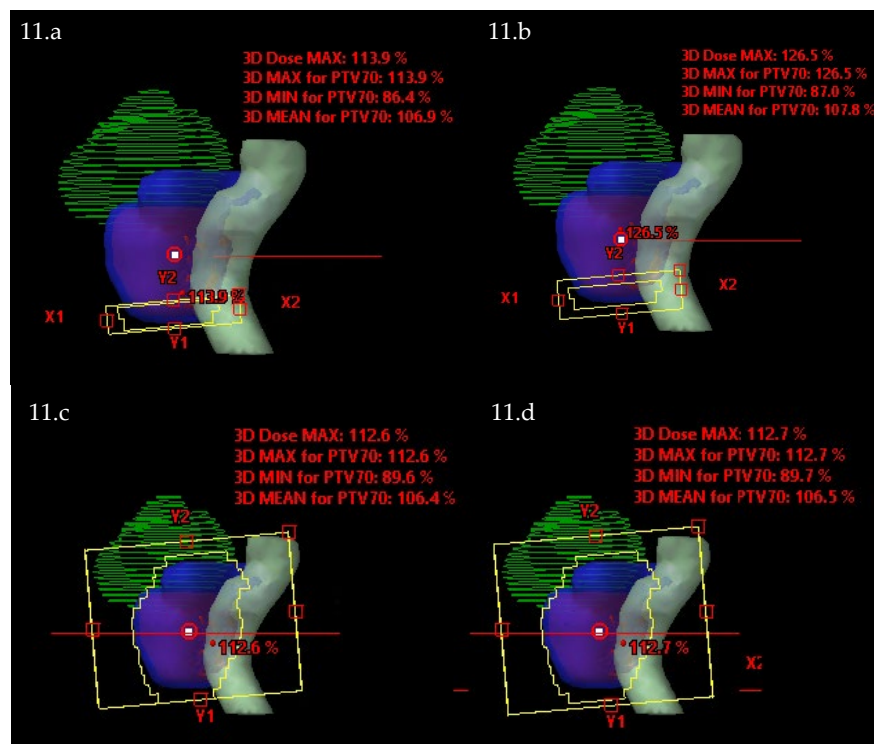 11.a
3D Dose MAX: 113.9 %
3D MAX for PTV70: 113.9 %
3D MIN for PTV70: 86.4 %
3D MEAN for PTV70: 106.9 %
Y2
113.9 %
X1
X2
Y1
11.b
3D Dose MAX: 126.5 %
3D MAX for PTV70: 126.5 %
3D MIN for PTV70: 87.0 %
3D MEAN for PTV70: 107.8 %
126.5 %
Y2
X1
X2
Y1
11.c
3D Dose MAX: 112.6 %
3D MAX for PTV70: 112.6 %
3D MIN for PTV70: 89.6 %
3D MEAN for PTV70: 106.4 %
Y2
112.6 %
Y1
11.d
3D Dose MAX: 112.7 %
3D MAX for PTV70: 112.7 %
3D MIN for PTV70: 89.7 %
3D MEAN for PTV70: 106.5 %
Y2
112.7 %
X2
Y1